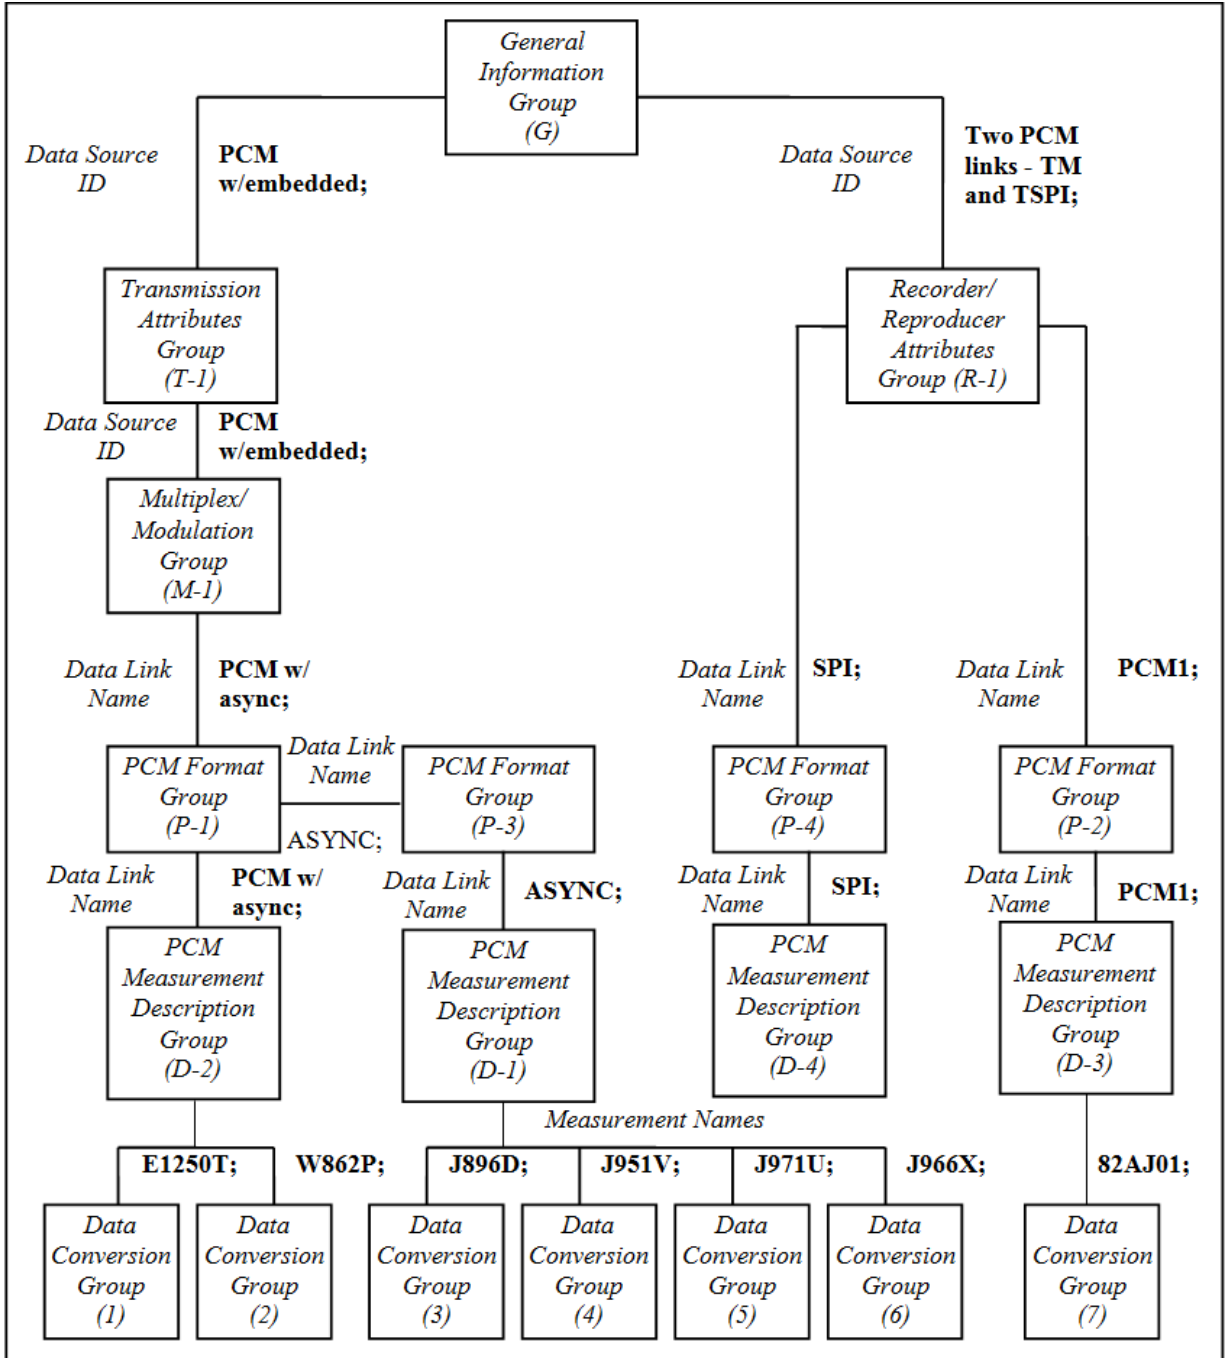 General
Information
Group
(G)
Data Source
ID
PCM
w/embedded;
Data Source
ID
Two PCM
links - TM
and TSPI;
Transmission
Attributes
Group
(T-1)
Recorder/
Reproducer
Attributes
Group (R-1)
Data Source
ID
PCM
w/embedded;
Multiplex/
Modulation
Group
(M-1)
Data Link
Name
PCM w/
async;
Data Link
Name
SPI;
Data Link
Name
PCM1;
PCM Format
Group
(P-1)
Data Link
Name
ASYNC;
PCM Format
Group
(P-3)
PCM Format
Group
(P-4)
PCM Format
Group
(P-2)
Data Link
Name
PCM w/
async;
Data Link
Name
ASYNC;
Data Link
Name
SPI;
Data Link
Name
PCM1;
PCM
Measurement
Description
Group
(D-2)
PCM
Measurement
Description
Group
(D-1)
PCM
Measurement
Description
Group
(D-4)
PCM
Measurement
Description
Group
(D-3)
Measurement Names
E1250T;
W862P;
J896D;
J951V;
J971U;
J966X;
82AJ01;
Data
Conversion
Group
(1)
Data
Conversion
Group
(2)
Data
Conversion
Group
(3)
Data
Conversion
Group
(4)
Data
Conversion
Group
(5)
Data
Conversion
Group
(6)
Data
Conversion
Group
(7)